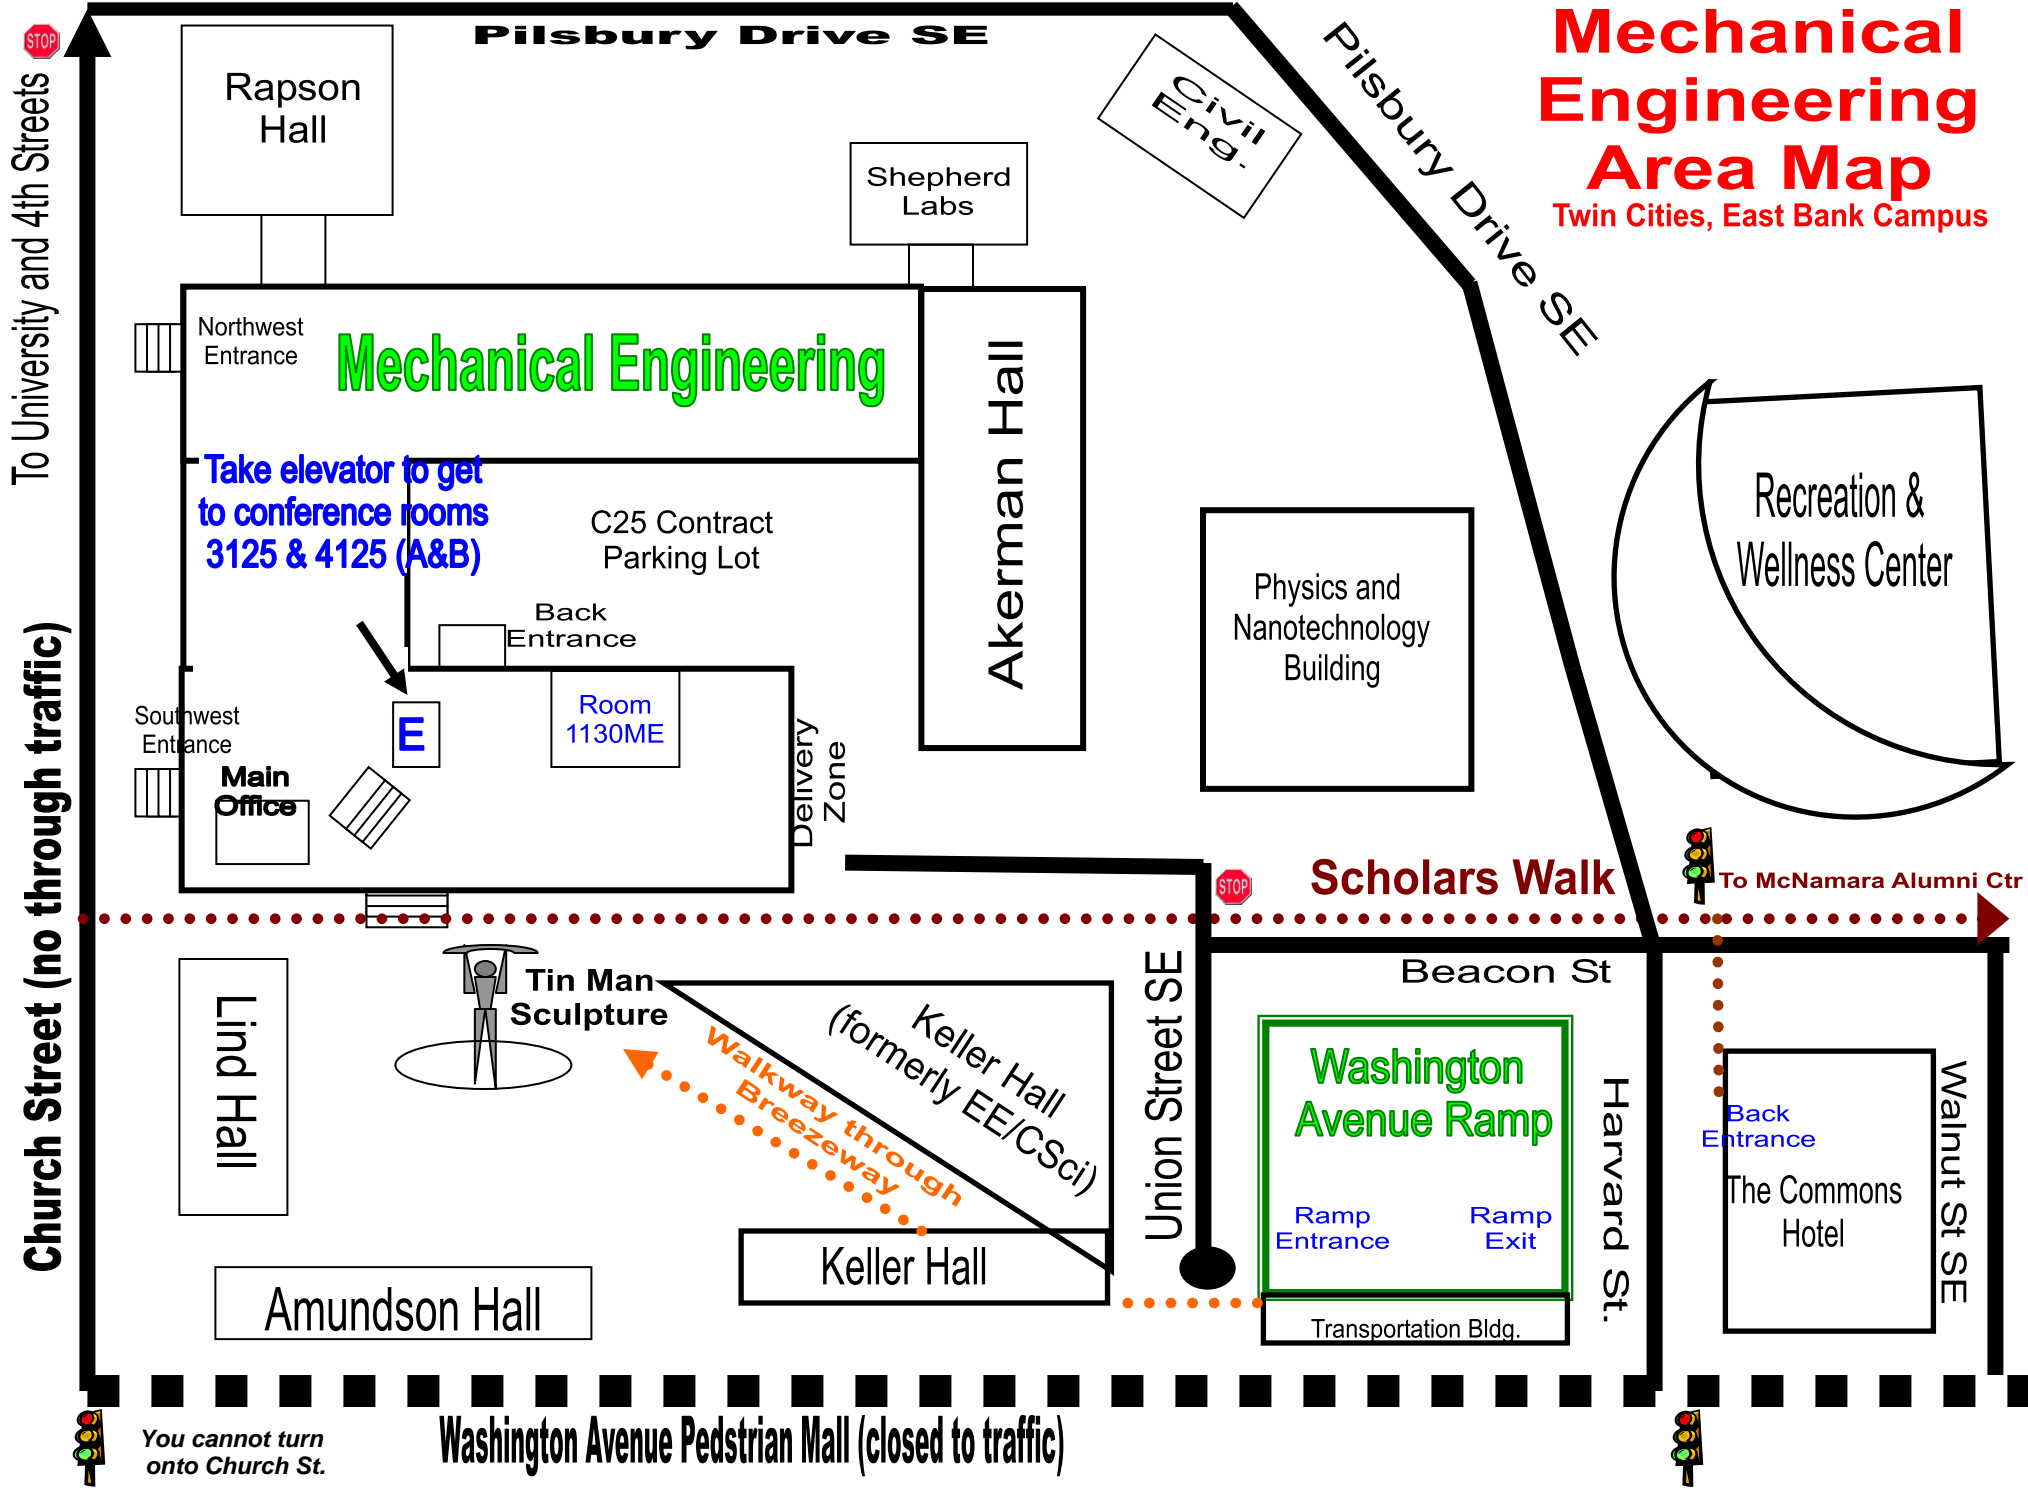 Mechanical
Engineering
Area Map
Twin Cities, East Bank Campus
STOP
Pilsbury Drive SE
Pilsbury Drive SE
To University and 4th Streets
Rapson
Hall
Civil
Eng.
Shepherd
Labs
Northwest
Entrance
Mechanical Engineering
Akerman Hall
Take elevator to get
to conference rooms
3125 & 4125 (A&B)
C25 Contract
Parking Lot
Back
Entrance
Recreation &
Wellness Center
Physics and
Nanotechnology
Building
Church Street (no through traffic)
Southwest
Entrance
E
Room
1130ME
Delivery
Zone
Main
Office
STOP
Scholars Walk
To McNamara Alumni Ctr
Beacon St
Lind Hall
Tin Man
Sculpture
Walkway through
Breezeway
Keller Hall
(formerly EE/CSci)
Union Street SE
Washington
Avenue Ramp
Ramp
Entrance
Ramp
Exit
Harvard St.
Back
Entrance
The Commons
Hotel
Walnut St SE
Keller Hall
Amundson Hall
Transportation Bldg.
You cannot turn
onto Church St.
Washington Avenue Pedstrian Mall (closed to traffic)